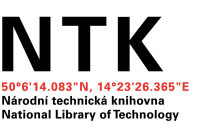 NTK
50°6'14.083"N, 14°23'26.365"E
Národní technická knihovna
National Library of Technology